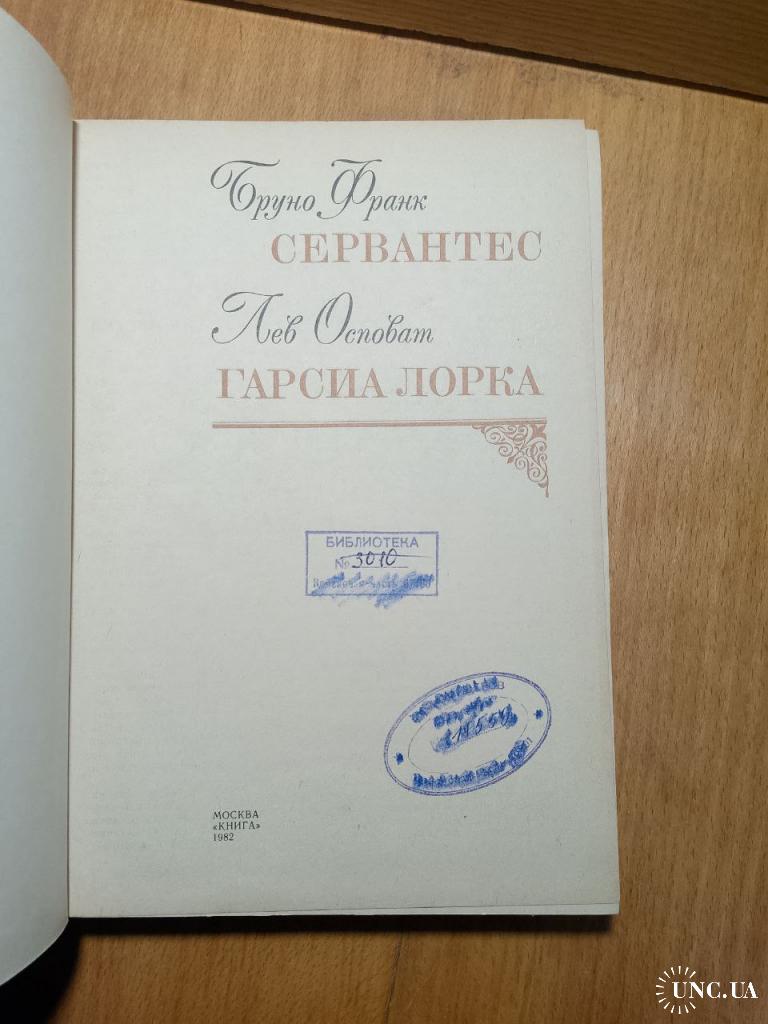 Бруно Франк
СЕРВАНТЕС
Лев Осповат
ГАРСИА ЛОРКА
БИБЛИОТЕКА
№ 3010
МОСКВА
«КНИГА»
1982
UNC.UA